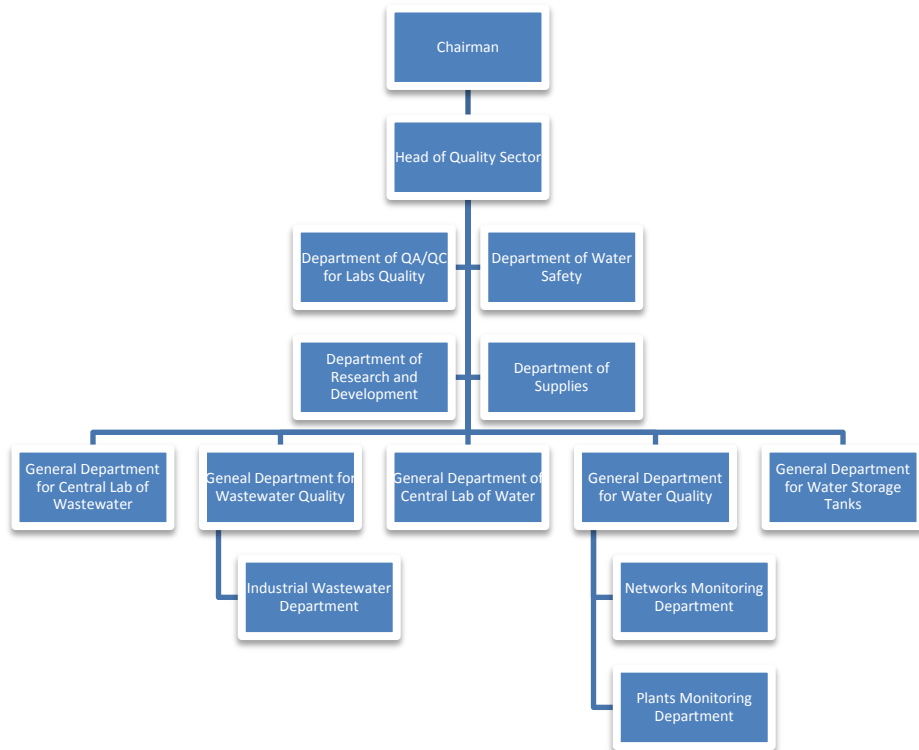 Chairman
Head of Quality Sector
Department of QA/QC
for Labs Quality
Department of Water
Safety
Department of
Research and
Development
Department of
Supplies
General Department
for Central Lab of
Wastewater
Geneal Department for
Wastewater Quality
General Department of
Central Lab of Water
General Department
for Water Quality
General Department
for Water Storage
Tanks
Industrial Wastewater
Department
Networks Monitoring
Department
Plants Monitoring
Department